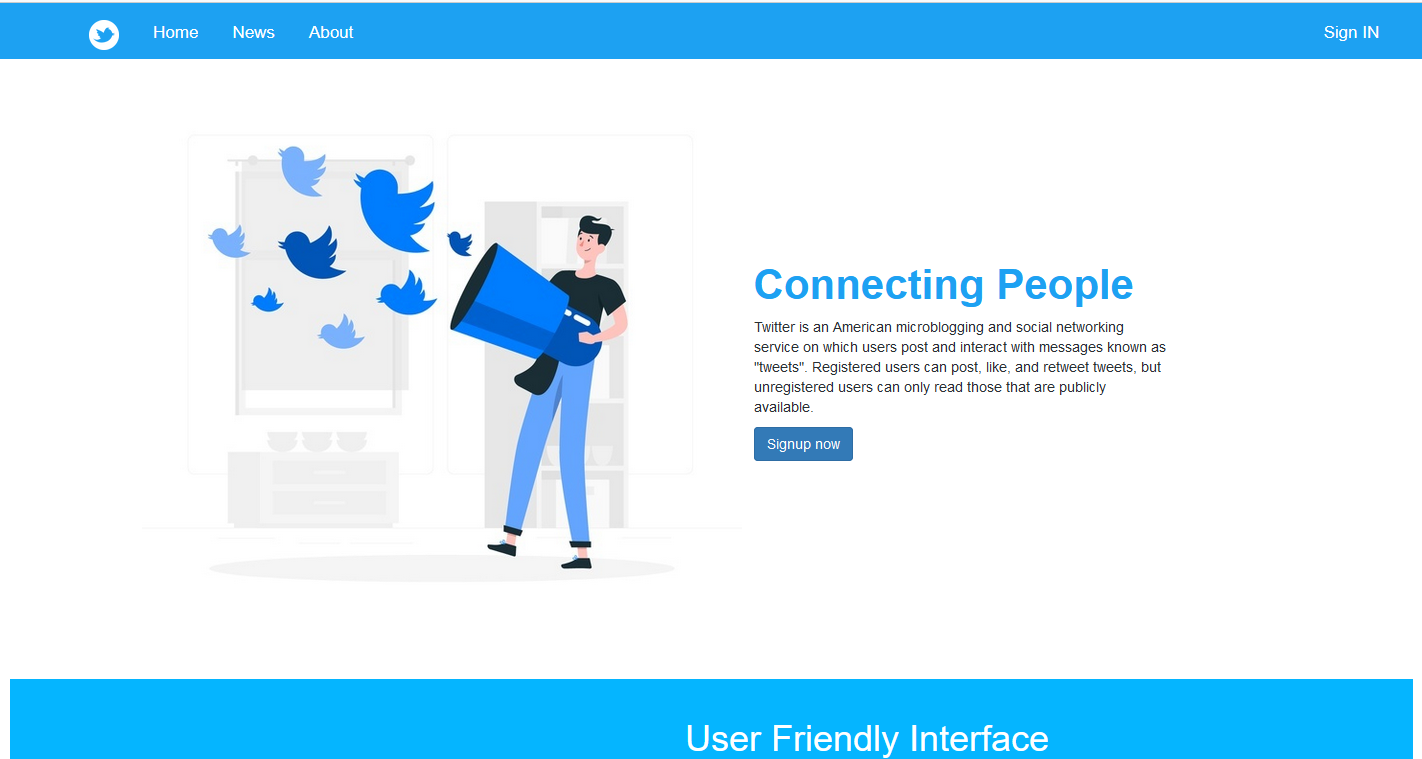 Home News About Sign IN
Connecting People
Twitter is an American microblogging and social networking
service on which users post and interact with messages known as
"tweets". Registered users can post, like, and retweet tweets, but
unregistered users can only read those that are publicly
available.
Signup now
User Friendly Interface